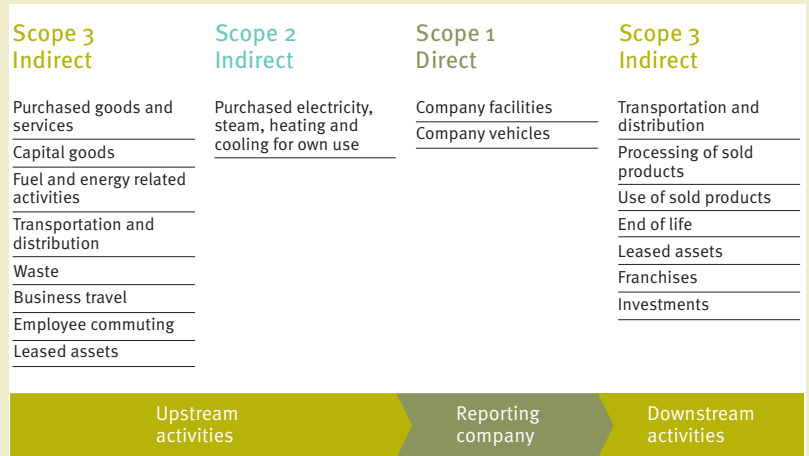 Scope 3
Indirect
Purchased goods and
services
Capital goods
Fuel and energy related
activities
Transportation and
distribution
Waste
Business travel
Employee commuting
Leased assets
Scope 2
Indirect
Purchased electricity,
steam, heating and
cooling for own use
Scope 1
Direct
Company facilities
Company vehicles
Scope 3
Indirect
Transportation and
distribution
Processing of sold
products
Use of sold products
End of life
Leased assets
Franchises
Investments
Upstream
activities
Reporting
company
Downstream
activities